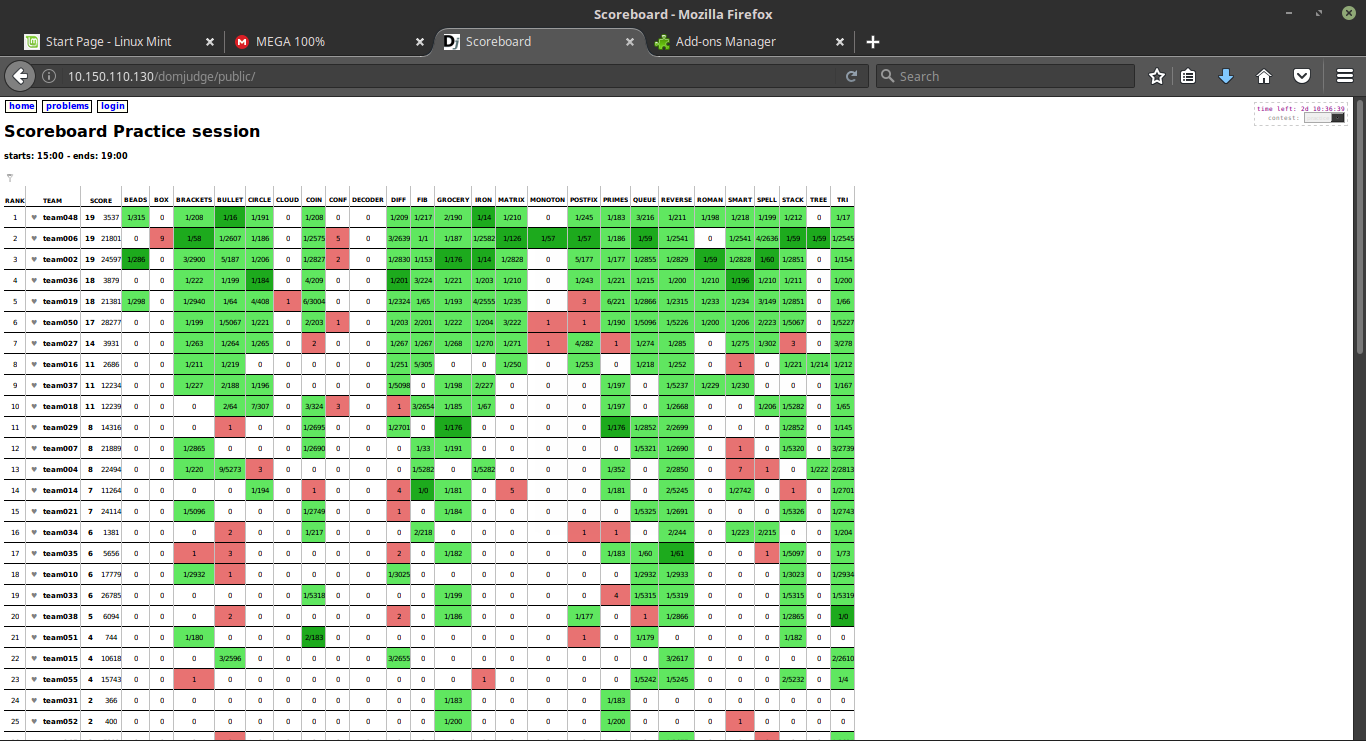 Scoreboard - Mozilla Firefox
Start Page - Linux Mint MEGA 100% Scoreboard Add-ons Manager
10.150.110.130/domjudge/public/ Search
home problems login
time left: 2d 10:36:39
contest:
Scoreboard Practice session
starts: 15:00 - ends: 19:00
RANK TEAM SCORE BEADS BOX BRACKETS BULLET CIRCLE CLOUD COIN CONF DECODER DIFF FIB GROCERY IRON MATRIX MONOTON POSTFIX PRIMES QUEUE REVERSE ROMAN SMART SPELL STACK TREE TRI
1 team048 19 3537 1/315 0 1/208 1/16 1/191 0 1/208 0 0 1/209 1/217 2/190 1/14 1/210 0 1/245 1/183 3/216 1/211 1/198 1/218 1/199 1/212 0 1/17
2 team006 19 21801 0 9 1/58 1/2607 1/186 0 1/2575 5 0 3/2639 1/1 1/187 1/2582 1/126 1/57 1/57 1/186 1/59 1/2541 0 1/2541 4/2636 1/59 1/59 1/2545
3 team002 19 24597 1/286 0 3/2900 5/187 1/206 0 1/2827 2 0 1/2830 1/153 1/176 1/14 1/2828 0 5/177 1/177 1/2855 1/2829 1/59 1/2828 1/60 1/2851 0 1/154
4 team036 18 3879 0 0 1/222 1/199 1/184 0 4/209 0 0 1/201 3/224 1/221 1/203 1/210 0 1/243 1/221 1/215 1/200 1/210 1/196 1/210 1/211 0 1/200
5 team019 18 21381 1/298 0 1/2940 1/64 4/408 1 6/3004 0 0 1/2324 1/65 1/193 4/2555 1/235 0 3 6/221 1/2866 1/2315 1/233 1/234 3/149 1/2851 0 1/66
6 team050 17 28277 0 0 1/199 1/5067 1/221 0 2/203 1 0 1/203 2/201 1/222 1/204 3/222 1 1 1/190 1/5096 1/5226 1/200 1/206 2/223 1/5067 0 1/5227
7 team027 14 3931 0 0 1/263 1/264 1/265 0 2 0 0 1/267 1/267 1/268 1/270 1/271 1 4/282 1 1/274 1/285 0 1/275 1/302 3 0 3/278
8 team016 11 2686 0 0 1/211 1/219 0 0 0 0 0 1/251 5/305 0 0 1/250 0 1/253 0 1/218 1/252 0 1 0 1/221 1/214 1/212
9 team037 11 12234 0 0 1/227 2/188 1/196 0 0 0 0 1/5098 0 1/198 2/227 0 0 0 1/197 0 1/5237 1/229 1/230 0 0 0 1/167
10 team018 11 12239 0 0 0 2/64 7/307 0 3/324 3 0 1 3/2654 1/185 1/67 0 0 0 1/197 0 1/2668 0 0 1/206 1/5282 0 1/65
11 team029 8 14316 0 0 0 1 0 0 1/2695 0 0 1/2701 0 1/176 0 0 0 0 1/176 1/2852 2/2699 0 0 0 1/2852 0 1/145
12 team007 8 21889 0 0 1/2865 0 0 0 1/2690 0 0 0 1/33 1/191 0 0 0 0 0 1/5321 1/2690 0 1 0 1/5320 0 3/2739
13 team004 8 22494 0 0 1/220 9/5273 3 0 0 0 0 0 1/5282 0 1/5282 0 0 0 1/352 0 2/2850 0 7 1 0 1/222 2/2813
14 team014 7 11264 0 0 0 0 1/194 0 1 0 0 4 1/0 1/181 0 5 0 0 1/181 0 2/5245 0 1/2742 0 1 0 1/2701
15 team021 7 24114 0 0 1/5096 0 0 0 1/2749 0 0 1 0 1/184 0 0 0 0 0 1/5325 1/2691 0 0 0 1/5326 0 1/2743
16 team034 6 1381 0 0 0 2 0 0 1/217 0 0 0 2/218 0 0 0 0 1 1 0 2/244 0 1/223 2/215 0 0 1/204
17 team035 6 5656 0 0 1 3 0 0 0 0 0 2 0 1/182 0 0 0 0 1/183 1/60 1/61 0 0 1 1/5097 0 1/73
18 team010 6 17779 0 0 1/2932 1 0 0 0 0 0 1/3025 0 0 0 0 0 0 0 1/2932 1/2933 0 0 0 1/3023 0 1/2934
19 team033 6 26785 0 0 0 0 0 0 1/5318 0 0 0 0 1/199 0 0 0 0 4 1/5315 1/5319 0 0 0 1/5315 0 1/5319
20 team038 5 6094 0 0 0 2 0 0 0 0 0 2 0 1/186 0 0 0 1/177 0 1 1/2866 0 0 0 1/2865 0 1/0
21 team051 4 744 0 0 1/180 0 0 0 2/183 0 0 0 0 0 0 0 0 1 0 1/179 0 0 0 0 1/182 0 0
22 team015 4 10618 0 0 0 3/2596 0 0 0 0 0 3/2655 0 0 0 0 0 0 0 0 3/2617 0 0 0 0 0 2/2610
23 team055 4 15743 0 0 1 0 0 0 0 0 0 0 0 0 1 0 0 0 0 1/5242 1/5245 0 0 0 2/5232 0 1/4
24 team031 2 366 0 0 0 0 0 0 0 0 0 0 0 1/183 0 0 0 0 1/183 0 0 0 0 0 0 0 0
25 team052 2 400 0 0 0 0 0 0 0 0 0 0 0 1/200 0 0 0 0 1/200 0 0 0 1 0 0 0 0